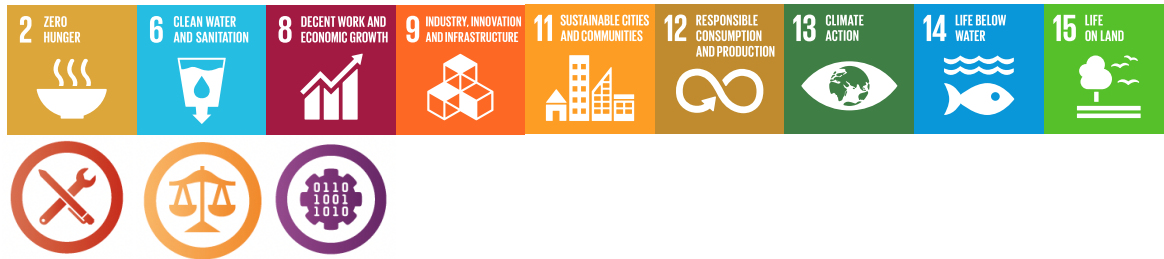 2 ZERO
HUNGER
6 CLEAN WATER
AND SANITATION
8 DECENT WORK AND
ECONOMIC GROWTH
9 INDUSTRY, INNOVATION
AND INFRASTRUCTURE
11 SUSTAINABLE CITIES
AND COMMUNITIES
12 RESPONSIBLE
CONSUMPTION
AND PRODUCTION
13 CLIMATE
ACTION
14 LIFE BELOW
WATER
15 LIFE
ON LAND
0110
1001
1010